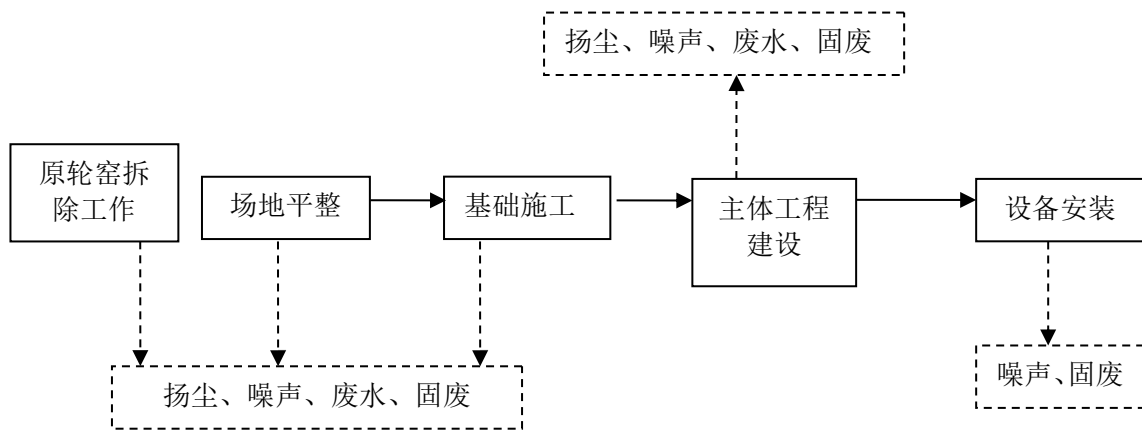 扬尘、噪声、废水、固废
原轮窑拆
除工作
场地平整
基础施工
主体工程
建设
设备安装
扬尘、噪声、废水、固废
噪声、固废